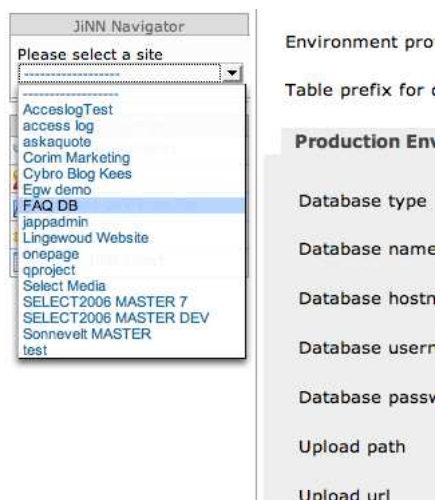 JiNN Navigator
Please select a site
------------------
------------------
AcceslogTest
access log
askaquote
Corim Marketing
Cybro Blog Kees
Egw demo
FAQ DB
jappadmin
Lingewoud Website
onepage
qproject
Select Media
SELECT2006 MASTER 7
SELECT2006 MASTER DEV
Sonnevelt MASTER
test
Environment pro
Table prefix for
Production Env
Database type
Database name
Database hostn
Database usern
Database passw
Upload path
Upload url